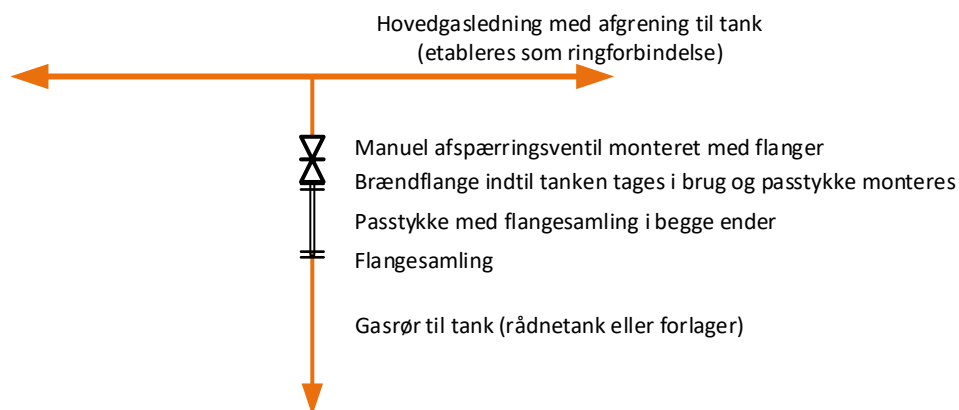 Hovedgasledning med afgrening til tank
(etableres som ringforbindelse)
Manuel afspærringsventil monteret med flanger
Brændflange indtil tanken tages i brug og passtykke monteres
Passtykke med flangesamling i begge ender
Flangesamling
Gasrør til tank (rådnetank eller forlager)